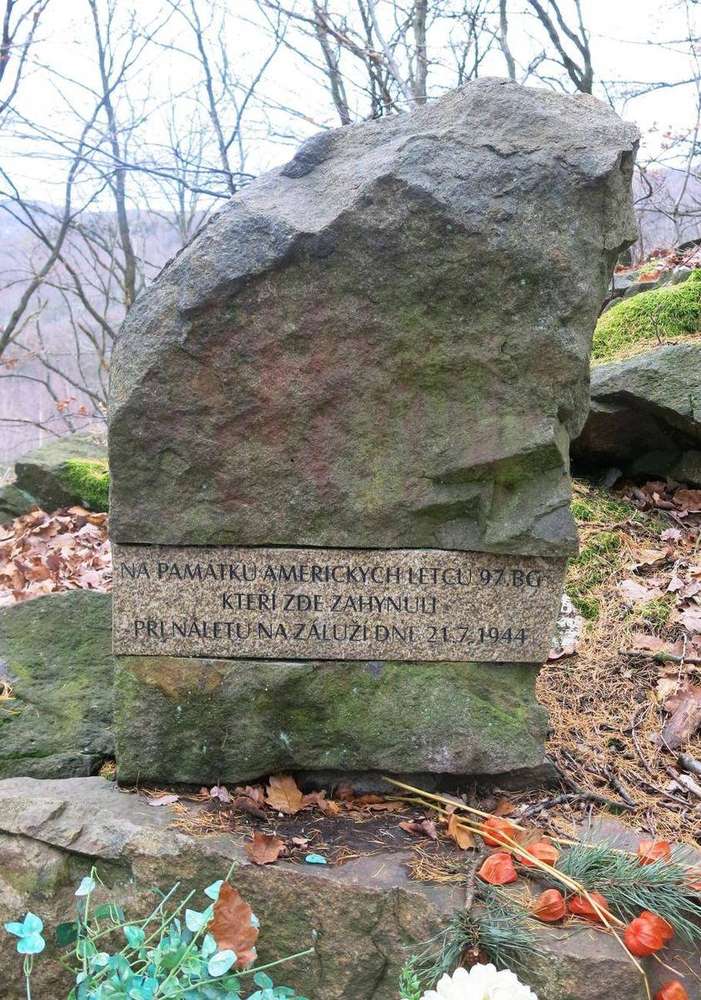 NA PAMÁTKU AMERICKÝCH LETCŮ 97.BG
KTEŘÍ ZDE ZAHYNULI
PŘI NÁLETU NA ZÁLUŽÍ DNE 21.7.1944